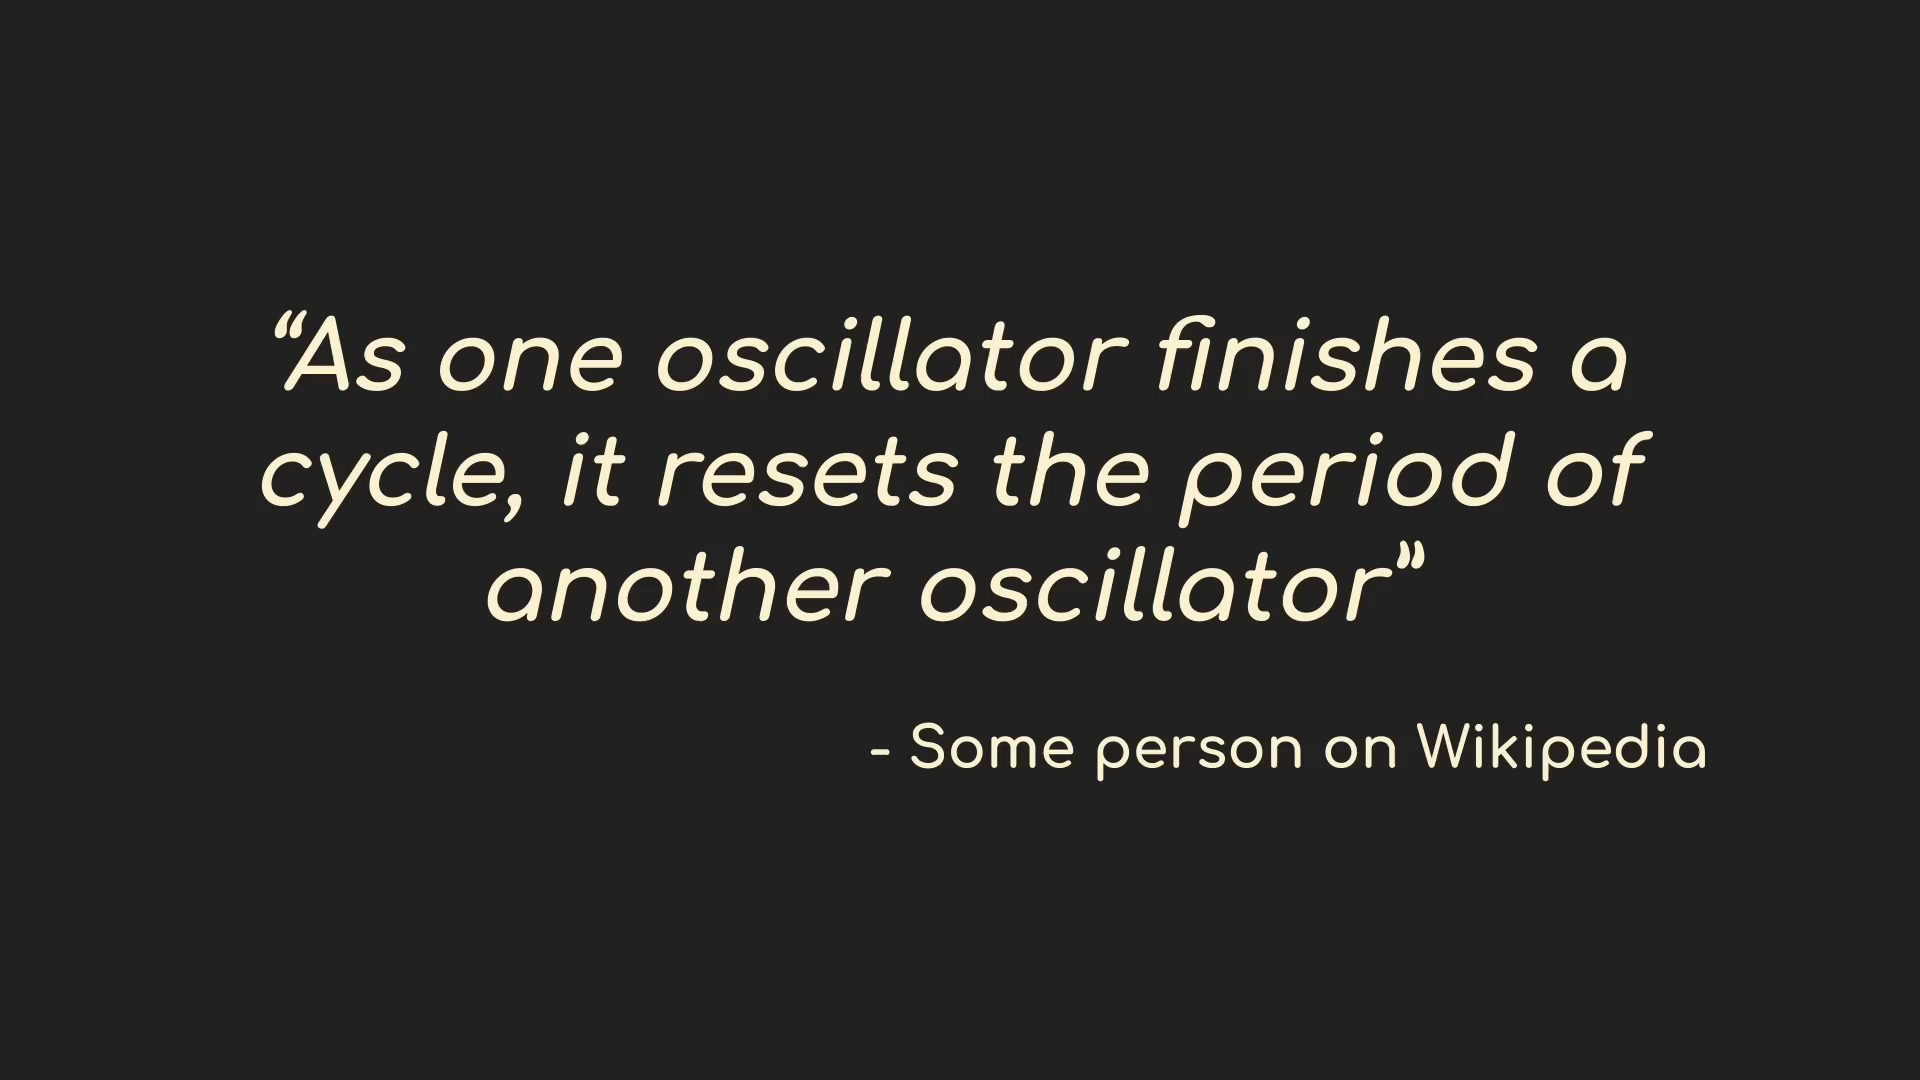 “As one oscillator finishes a
cycle, it resets the period of
another oscillator”
- Some person on Wikipedia